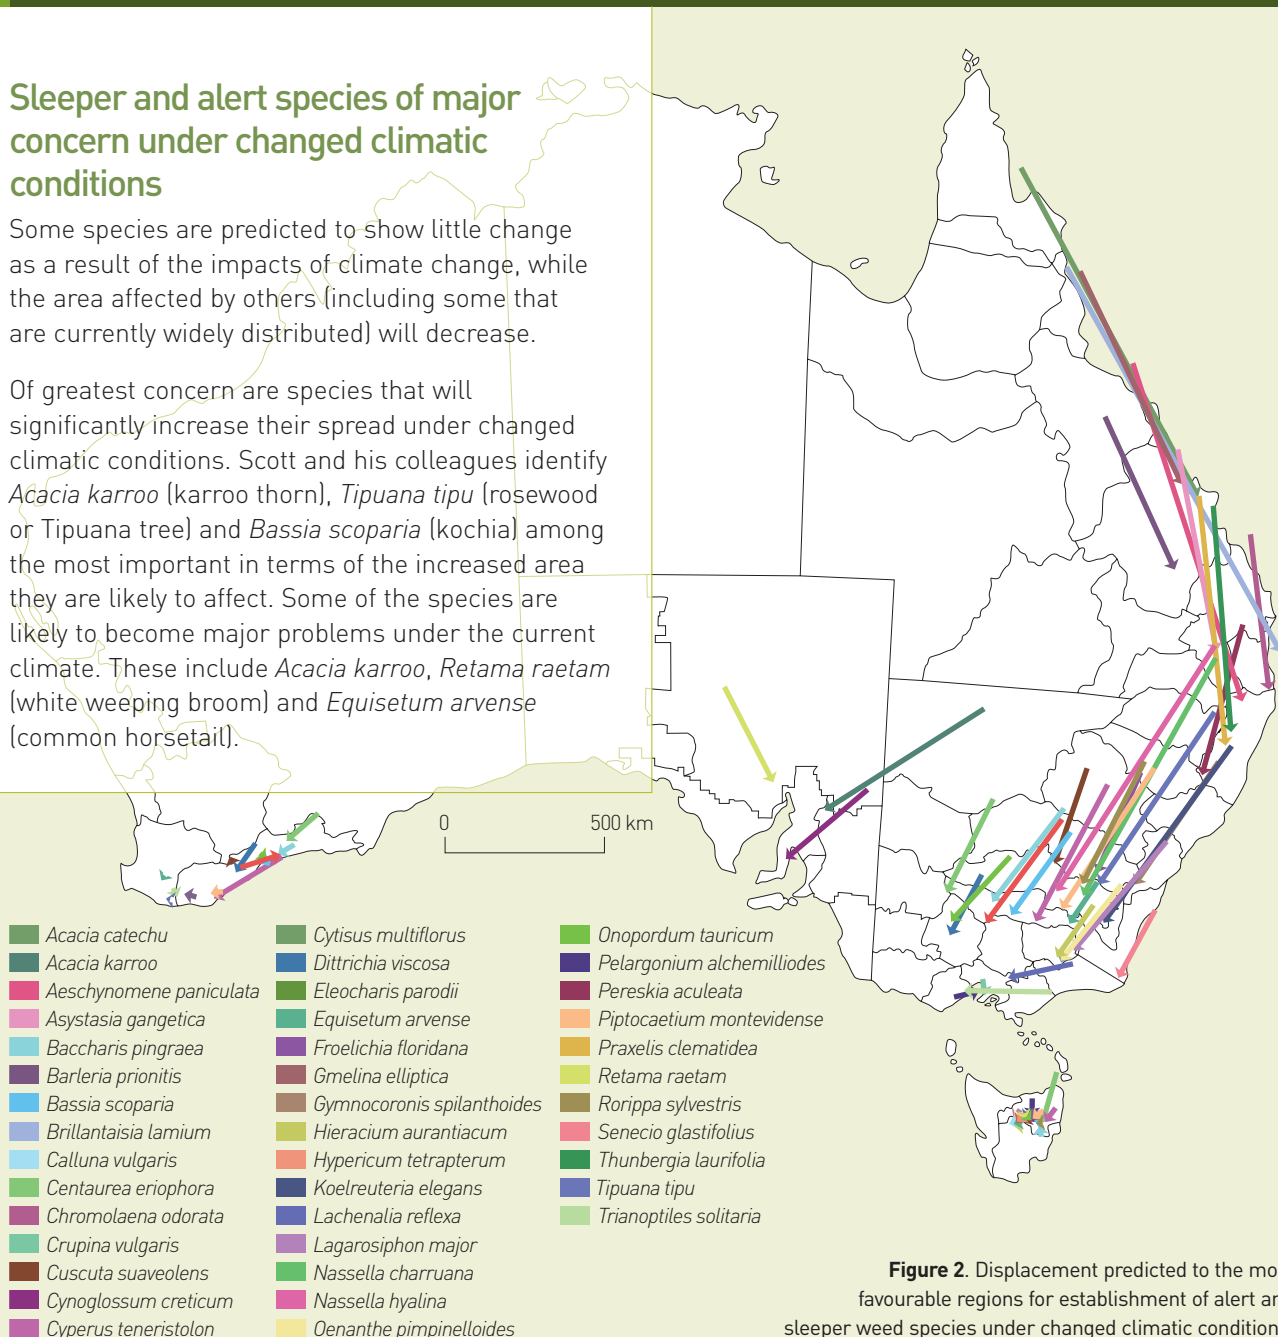 Sleeper and alert species of major
concern under changed climatic
conditions
Some species are predicted to show little change
as a result of the impacts of climate change, while
the area affected by others (including some that
are currently widely distributed) will decrease.
Of greatest concern are species that will
significantly increase their spread under changed
climatic conditions. Scott and his colleagues identify
Acacia karroo (karroo thorn), Tipuana tipu (rosewood
or Tipuana tree) and Bassia scoparia (kochia) among
the most important in terms of the increased area
they are likely to affect. Some of the species are
likely to become major problems under the current
climate. These include Acacia karroo, Retama raetam
(white weeping broom) and Equisetum arvense
(common horsetail).
0 500 km
Acacia catechu
Acacia karroo
Aeschynomene paniculata
Asystasia gangetica
Baccharis pingraea
Barleria prionitis
Bassia scoparia
Brillantaisia lamium
Calluna vulgaris
Centaurea eriophora
Chromolaena odorata
Crupina vulgaris
Cuscuta suaveolens
Cynoglossum creticum
Cyperus teneristolon
Cytisus multiflorus
Dittrichia viscosa
Eleocharis parodii
Equisetum arvense
Froelichia floridana
Gmelina elliptica
Gymnocoronis spilanthoides
Hieracium aurantiacum
Hypericum tetrapterum
Koelreuteria elegans
Lachenalia reflexa
Lagarosiphon major
Nassella charruana
Nassella hyalina
Oenanthe pimpinelloides
Onopordum tauricum
Pelargonium alchemilliodes
Pereskia aculeata
Piptocaetium montevidense
Praxelis clematidea
Retama raetam
Rorippa sylvestris
Senecio glastifolius
Thunbergia laurifolia
Tipuana tipu
Trianoptiles solitaria
Figure 2. Displacement predicted to the mo
favourable regions for establishment of alert an
sleeper weed species under changed climatic condition